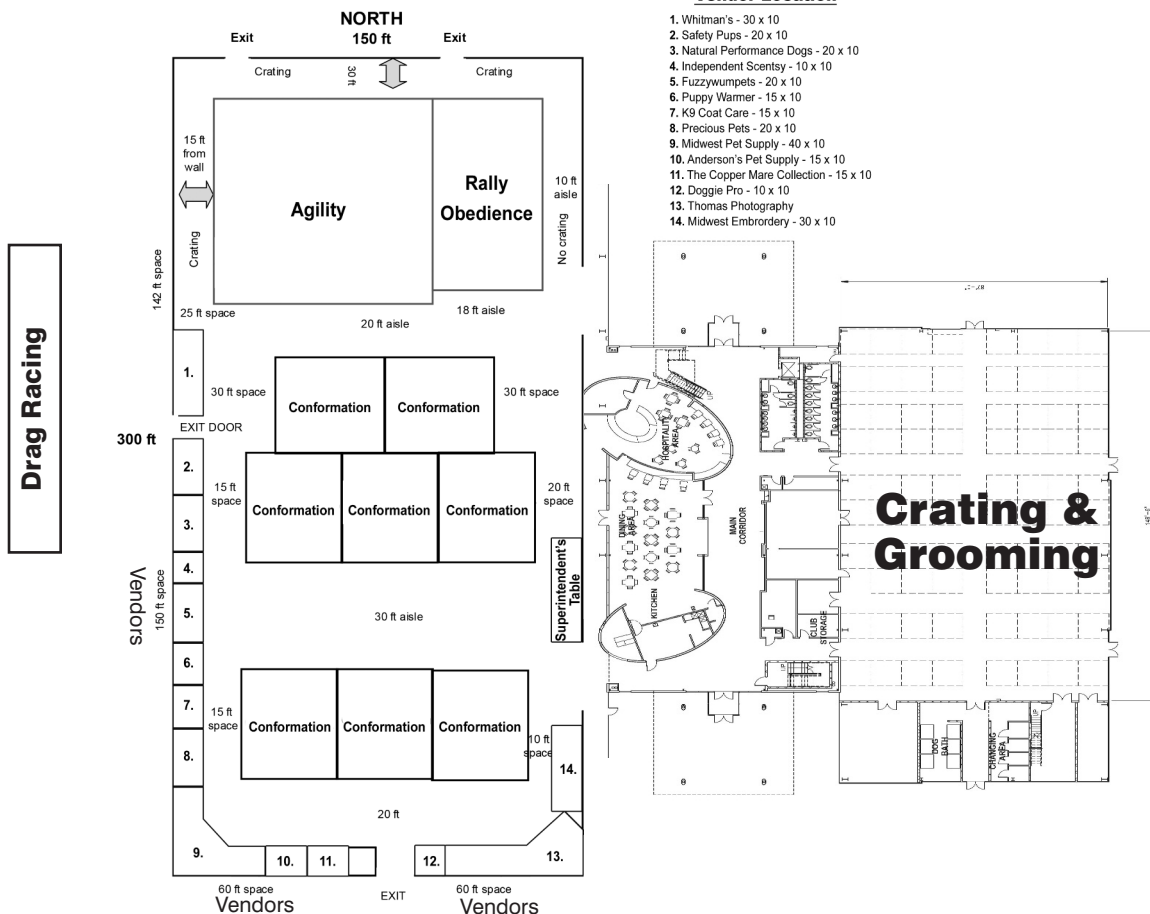 Vendor Location
1. Whitman's - 30 x 10
2. Safety Pups - 20 x 10
3. Natural Performance Dogs - 20 x 10
4. Independent Scentsy - 10 x 10
5. Fuzzywumpets - 20 x 10
6. Puppy Warmer - 15 x 10
7. K9 Coat Care - 15 x 10
8. Precious Pets - 20 x 10
9. Midwest Pet Supply - 40 x 10
10. Anderson's Pet Supply - 15 x 10
11. The Copper Mare Collection - 15 x 10
12. Doggie Pro - 10 x 10
13. Thomas Photography
14. Midwest Embrordery - 30 x 10
NORTH
150 ft
Exit
Exit
Crating
30 ft
Crating
15 ft
from
wall
Agility
Rally
Obedience
10 ft
aisle
Crating
No crating
142 ft space
25 ft space
20 ft aisle
18 ft aisle
Drag Racing
1.
30 ft space
Conformation
Conformation
30 ft space
EXIT DOOR
300 ft
2.
15 ft
space
Conformation
Conformation
Conformation
20 ft
space
3.
4.
Superintendent's
Table
Vendors
150 ft space
5.
30 ft aisle
6.
7.
15 ft
space
Conformation
Conformation
Conformation
10 ft
space
8.
14.
20 ft
9.
10.
11.
12.
13.
60 ft space
Vendors
EXIT
60 ft space
Vendors
HOSPITALITY
AREA
DINING
AREA
MAIN
CORRIDOR
KITCHEN
CLUB
STORAGE
UP
Crating &
Grooming
DOG
BATH
CHANGING
AREA
UP